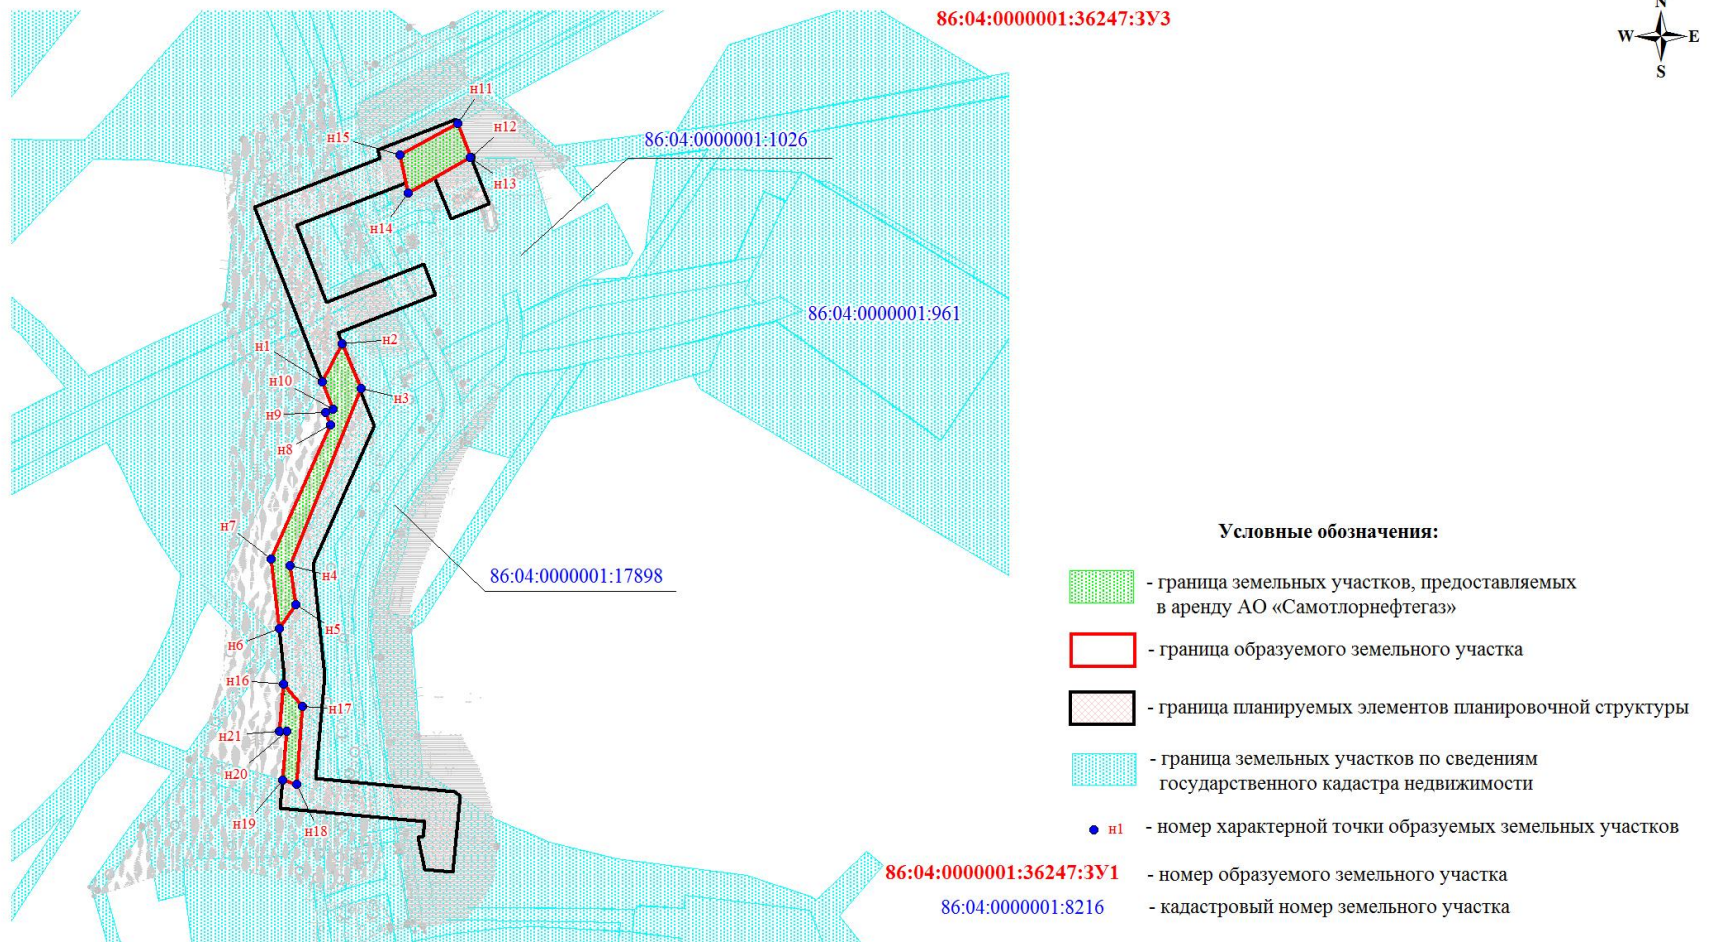 86:04:0000001:36247:ЗУ3
N
W
E
S
н11
н12
н15
86:04:0000001:1026
н13
н14
86:04:0000001:961
н2
н1
н10
н3
н9
н8
н7
н4
86:04:0000001:17898
н5
н6
н16
н17
н21
н20
н19
н18
Условные обозначения:
- граница земельных участков, предоставляемых
в аренду АО «Самотлорнефтегаз»
- граница образуемого земельного участка
- граница планируемых элементов планировочной структуры
- граница земельных участков по сведениям
государственного кадастра недвижимости
н1 - номер характерной точки образуемых земельных участков
86:04:0000001:36247:ЗУ1 - номер образуемого земельного участка
86:04:0000001:8216 - кадастровый номер земельного участка